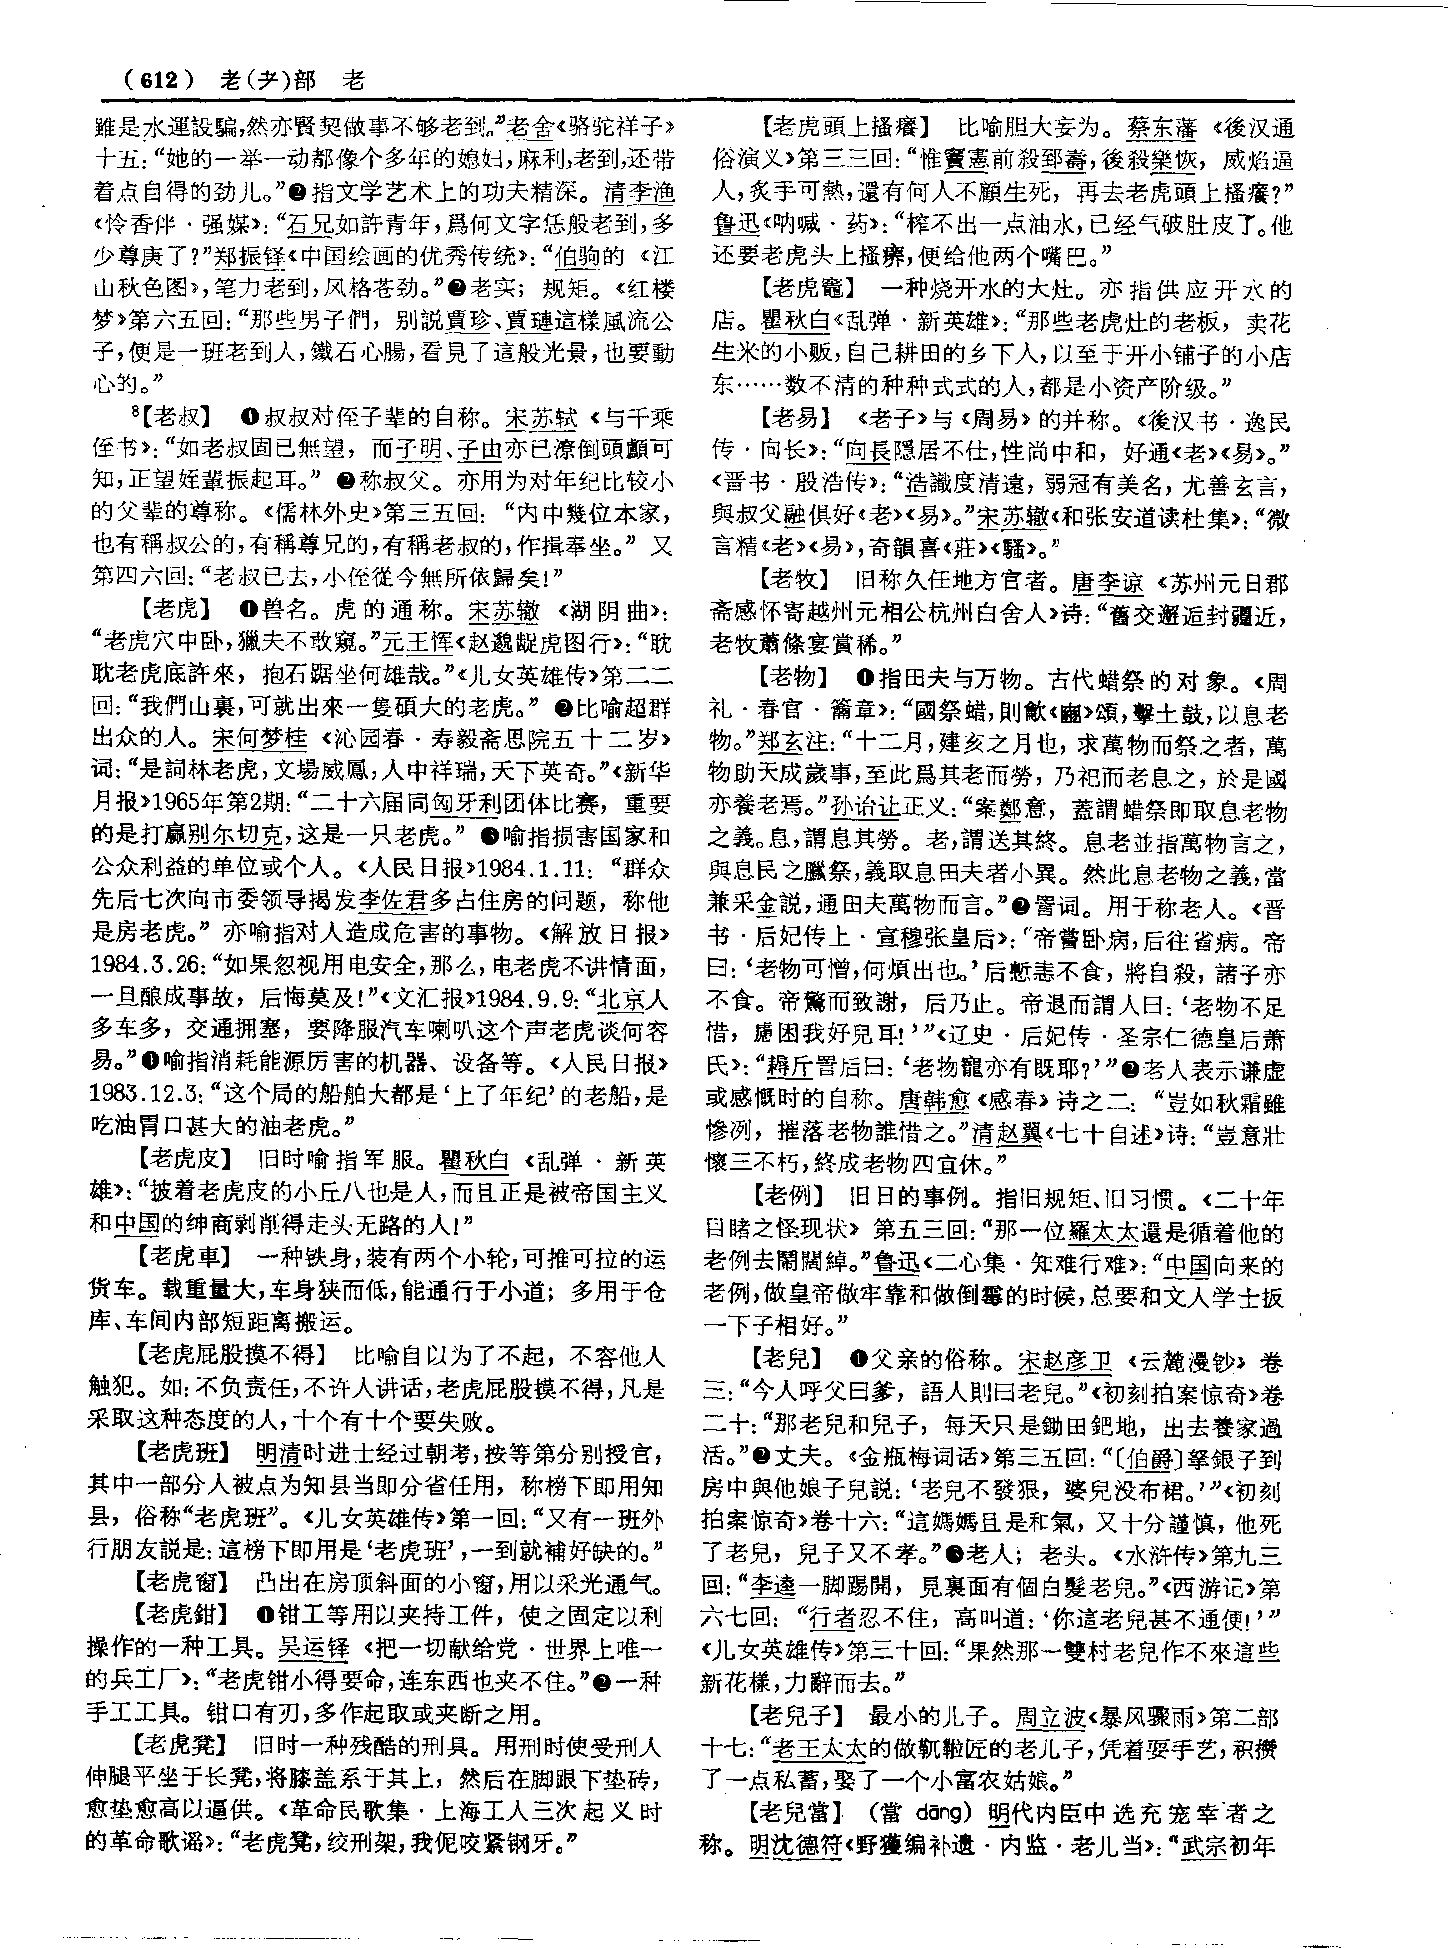 （612） 老(耂)部 老
雖是水運設騙，然亦賢契做事不够老到。”老舍《骆驼祥子》
十五：“她的一举一动都像个多年的媳妇，麻利，老到，还带
着点自得的劲儿。”❷指文学艺术上的功夫精深。清李渔
《怜香伴·强媒》：“石兄如許青年，爲何文字恁般老到，多
少尊庚了？”郑振铎《中国绘画的优秀传统》：“伯驹的《江
山秋色图》，笔力老到，风格苍劲。”❷老实；规矩。《红楼
梦》第六五回：“那些男子們，别説賈珍、賈璉這樣風流公
子，便是一班老到人，鐵石心腸，看見了這般光景，也要動
心的。”
8【老叔】 ❶叔叔对侄子辈的自称。宋苏轼《与千乘
侄书》：“如老叔固已無望，而子明、子由亦已潦倒頭顱可
知，正望姪輩振起耳。”❷称叔父。亦用为对年纪比较小
的父辈的尊称。《儒林外史》第三五回：“内中幾位本家，
也有稱叔公的，有稱尊兄的，有稱老叔的，作揖奉坐。”又
第四六回：“老叔已去，小侄從今無所依歸矣！”
【老虎】 ❶兽名。虎的通称。宋苏辙《湖阴曲》：
“老虎穴中卧，獵夫不敢窺。”元王恽《赵邈龊虎图行》：“耽
耽老虎底許來，抱石踞坐何雄哉。”《儿女英雄传》第二二
回：“我們山裏，可就出來一隻碩大的老虎。”❷比喻超群
出众的人。宋何梦桂《沁园春·寿毅斋思院五十二岁》
词：“是詞林老虎，文場威鳳，人中祥瑞，天下英奇。”《新华
月报》1965年第2期：“二十六届同匈牙利团体比赛，重要
的是打赢别尔切克，这是一只老虎。”❸喻指损害国家和
公众利益的单位或个人。《人民日报》1984.1.11：“群众
先后七次向市委领导揭发李佐君多占住房的问题，称他
是房老虎。”亦喻指对人造成危害的事物。《解放日报》
1984.3.26：“如果忽视用电安全，那么，电老虎不讲情面，
一旦酿成事故，后悔莫及！”《文汇报》1984.9.9：“北京人
多车多，交通拥塞，要降服汽车喇叭这个声老虎谈何容
易。”❹喻指消耗能源厉害的机器、设备等。《人民日报》
1983.12.3：“这个局的船舶大都是‘上了年纪’的老船，是
吃油胃口甚大的油老虎。”
【老虎皮】 旧时喻指军服。瞿秋白《乱弹·新英
雄》：“披着老虎皮的小丘八也是人，而且正是被帝国主义
和中国的绅商剥削得走头无路的人！”
【老虎車】 一种铁身，装有两个小轮，可推可拉的运
货车。载重量大，车身狭而低，能通行于小道；多用于仓
库、车间内部短距离搬运。
【老虎屁股摸不得】 比喻自以为了不起，不容他人
触犯。如：不负责任，不许人讲话，老虎屁股摸不得，凡是
采取这种态度的人，十个有十个要失败。
【老虎班】 明清时进士经过朝考，按等第分别授官，
其中一部分人被点为知县当即分省任用，称榜下即用知
县，俗称“老虎班”。《儿女英雄传》第一回：“又有一班外
行朋友説是：這榜下即用是‘老虎班’，一到就補好缺的。”
【老虎窗】 凸出在房顶斜面的小窗，用以采光通气。
【老虎鉗】 ❶钳工等用以夹持工件，使之固定以利
操作的一种工具。吴运铎《把一切献给党·世界上唯一
的兵工厂》：“老虎钳小得要命，连东西也夹不住。”❷一种
手工工具。钳口有刃，多作起取或夹断之用。
【老虎凳】 旧时一种残酷的刑具。用刑时使受刑人
伸腿平坐于长凳，将膝盖系于其上，然后在脚跟下垫砖，
愈垫愈高以逼供。《革命民歌集·上海工人三次起义时
的革命歌谣》：“老虎凳，绞刑架，我伲咬紧钢牙。”
【老虎頭上搔癢】 比喻胆大妄为。蔡东藩《後汉通
俗演义》第三三回：“惟竇憲前殺郅壽，後殺樂恢，威焰逼
人，炙手可熱，還有何人不顧生死，再去老虎頭上搔癢？”
鲁迅《呐喊·药》：“榨不出一点油水，已经气破肚皮了。他
还要老虎头上搔痒，便给他两个嘴巴。”
【老虎竈】 一种烧开水的大灶。亦指供应开水的
店。瞿秋白《乱弹·新英雄》：“那些老虎灶的老板，卖花
生米的小贩，自己耕田的乡下人，以至于开小铺子的小店
东……数不清的种种式式的人，都是小资产阶级。”
【老易】 《老子》与《周易》的并称。《後汉书·逸民
传·向长》：“向長隱居不仕，性尚中和，好通《老》《易》。”
《晋书·殷浩传》：“浩識度清遠，弱冠有美名，尤善玄言，
與叔父融俱好《老》《易》。”宋苏辙《和张安道读杜集》：“微
言精《老》《易》，奇韻喜《莊》《騷》。”
【老牧】 旧称久任地方官者。唐李谅《苏州元日郡
斋感怀寄越州元相公杭州白舍人》诗：“舊交邂逅封疆近，
老牧蕭條宴賞稀。”
【老物】 ❶指田夫与万物。古代蜡祭的对象。《周
礼·春官·籥章》：“國祭蜡，則龡《豳》頌，擊土鼓，以息老
物。”郑玄注：“十二月，建亥之月也，求萬物而祭之者，萬
物助天成歲事，至此爲其老而勞，乃祀而老息之，於是國
亦養老焉。”孙诒让正义：“案鄭意，蓋謂蜡祭即取息老物
之義。息，謂息其勞。老，謂送其終。息老並指萬物言之，
與息民之臘祭，義取息田夫者小異。然此息老物之義，當
兼采金説，通田夫萬物而言。”❷詈词。用于称老人。《晋
书·后妃传上·宣穆张皇后》：“帝嘗卧病，后往省病。帝
曰：‘老物可憎，何煩出也。’后慙恚不食，將自殺，諸子亦
不食。帝驚而致謝，后乃止。帝退而謂人曰：‘老物不足
惜，慮困我好兒耳！’”《辽史·后妃传·圣宗仁德皇后萧
氏》：“耨斤詈后曰：‘老物寵亦有既耶？’”❷老人表示谦虚
或感慨时的自称。唐韩愈《感春》诗之二：“豈如秋霜雖
慘冽，摧落老物誰惜之。”清赵翼《七十自述》诗：“豈意壯
懷三不朽，終成老物四宜休。”
【老例】 旧日的事例。指旧规矩、旧习惯。《二十年
目睹之怪现状》第五三回：“那一位羅太太還是循着他的
老例去鬧闊綽。”鲁迅《二心集·知难行难》：“中国向来的
老例，做皇帝做牢靠和做倒霉的时候，总要和文人学士扳
一下子相好。”
【老兒】 ❶父亲的俗称。宋赵彦卫《云麓漫钞》卷
三：“今人呼父曰爹，語人則曰老兒。”《初刻拍案惊奇》卷
二十：“那老兒和兒子，每天只是鋤田鈀地，出去養家過
活。”❷丈夫。《金瓶梅词话》第三五回：“〔伯爵〕拏銀子到
房中與他娘子兒説：‘老兒不發狠，婆兒没布裙。’”《初刻
拍案惊奇》卷十六：“這媽媽且是和氣，又十分謹慎，他死
了老兒，兒子又不孝。”❸老人；老头。《水浒传》第九三
回：“李逵一脚踢開，見裏面有個白髮老兒。”《西游记》第
六七回：“行者忍不住，高叫道：‘你這老兒甚不通便！’”
《儿女英雄传》第三十回：“果然那一雙村老兒作不來這些
新花樣，力辭而去。”
【老兒子】 最小的儿子。周立波《暴风骤雨》第二部
十七：“老王太太的做靰鞡匠的老儿子，凭着耍手艺，积攒
了一点私蓄，娶了一个小富农姑娘。”
【老兒當】 （當 dāng）明代内臣中选充宠幸者之
称。明沈德符《野獲编补遗·内监·老儿当》：“武宗初年